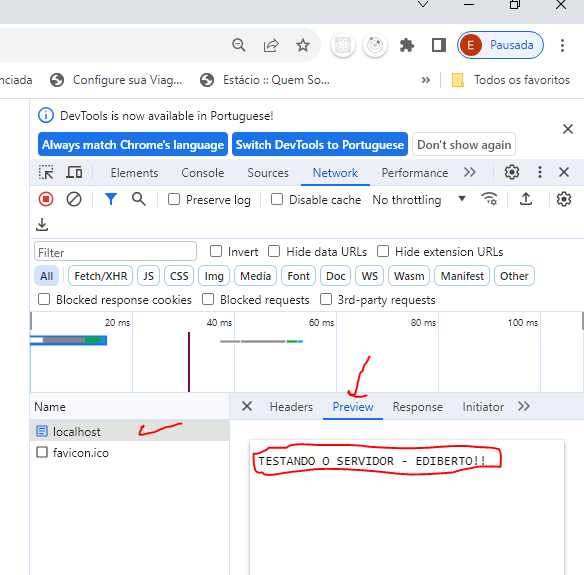 E Pausada
nciada Configure sua Viag... Estácio :: Quem So... » Todos os favoritos
DevTools is now available in Portuguese!
Always match Chrome's language Switch DevTools to Portuguese Don't show again
Elements Console Sources Network Performance
Preserve log Disable cache No throttling
Filter Invert Hide data URLs Hide extension URLs
All Fetch/XHR JS CSS Img Media Font Doc WS Wasm Manifest Other
Blocked response cookies Blocked requests 3rd-party requests
20 ms 40 ms 60 ms 80 ms 100 ms
Name Headers Preview Response Initiator
localhost
favicon.ico
TESTANDO O SERVIDOR - EDIBERTO!!